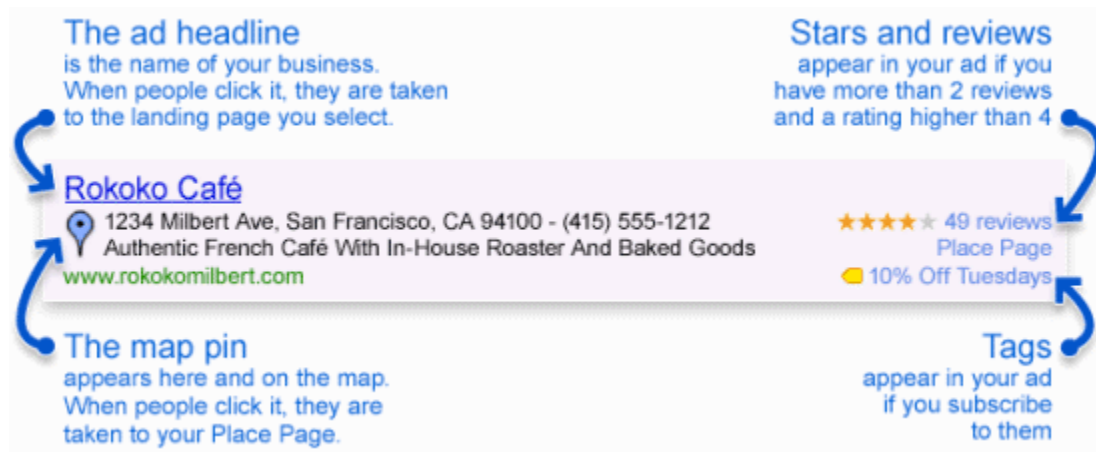 The ad headline
is the name of your business.
When people click it, they are taken
to the landing page you select.
Stars and reviews
appear in your ad if you
have more than 2 reviews
and a rating higher than 4
Rokoko Café
1234 Milbert Ave, San Francisco, CA 94100 - (415) 555-1212
49 reviews
Authentic French Café With In-House Roaster And Baked Goods
Place Page
www.rokokomilbert.com
10% Off Tuesdays
The map pin
appears here and on the map.
When people click it, they are
taken to your Place Page.
Tags
appear in your ad
if you subscribe
to them